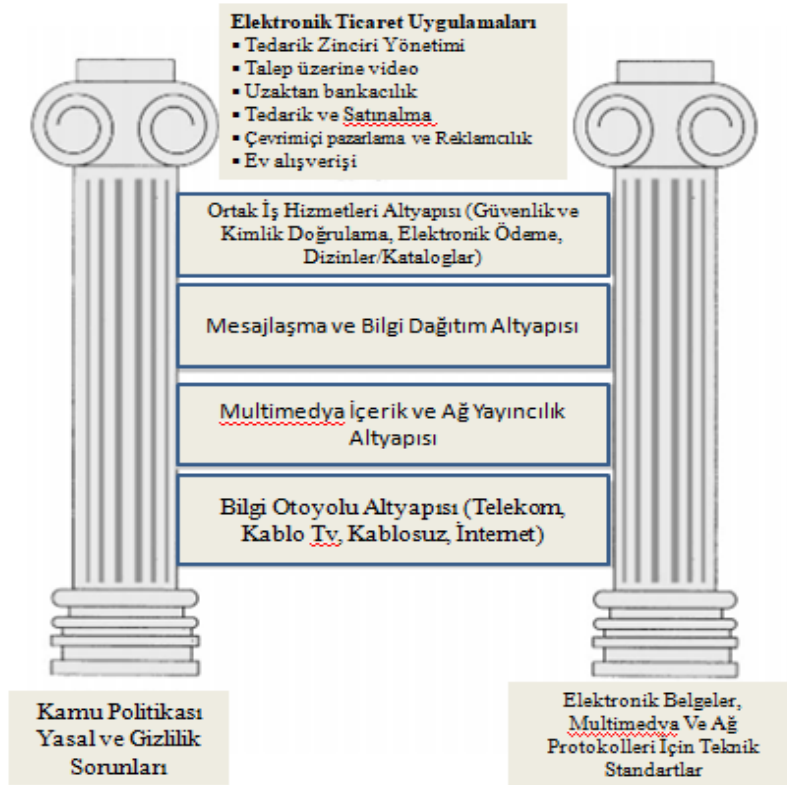 Elektronik Ticaret Uygulamaları
▪ Tedarik Zinciri Yönetimi
▪ Talep üzerine video
▪ Uzaktan bankacılık
▪ Tedarik ve Satınalma
▪ Çevrimiçi pazarlama ve Reklamcılık
▪ Ev alışverişi
Ortak İş Hizmetleri Altyapısı (Güvenlik ve
Kimlik Doğrulama, Elektronik Ödeme,
Dizinler/Kataloglar)
Mesajlaşma ve Bilgi Dağıtım Altyapısı
Multimedya İçerik ve Ağ Yayıncılık
Altyapısı
Bilgi Otoyolu Altyapısı (Telekom,
Kablo Tv, Kablosuz, İnternet)
Kamu Politikası
Yasal ve Gizlilik
Sorunları
Elektronik Belgeler,
Multimedya Ve Ağ
Protokolleri İçin Teknik
Standartlar